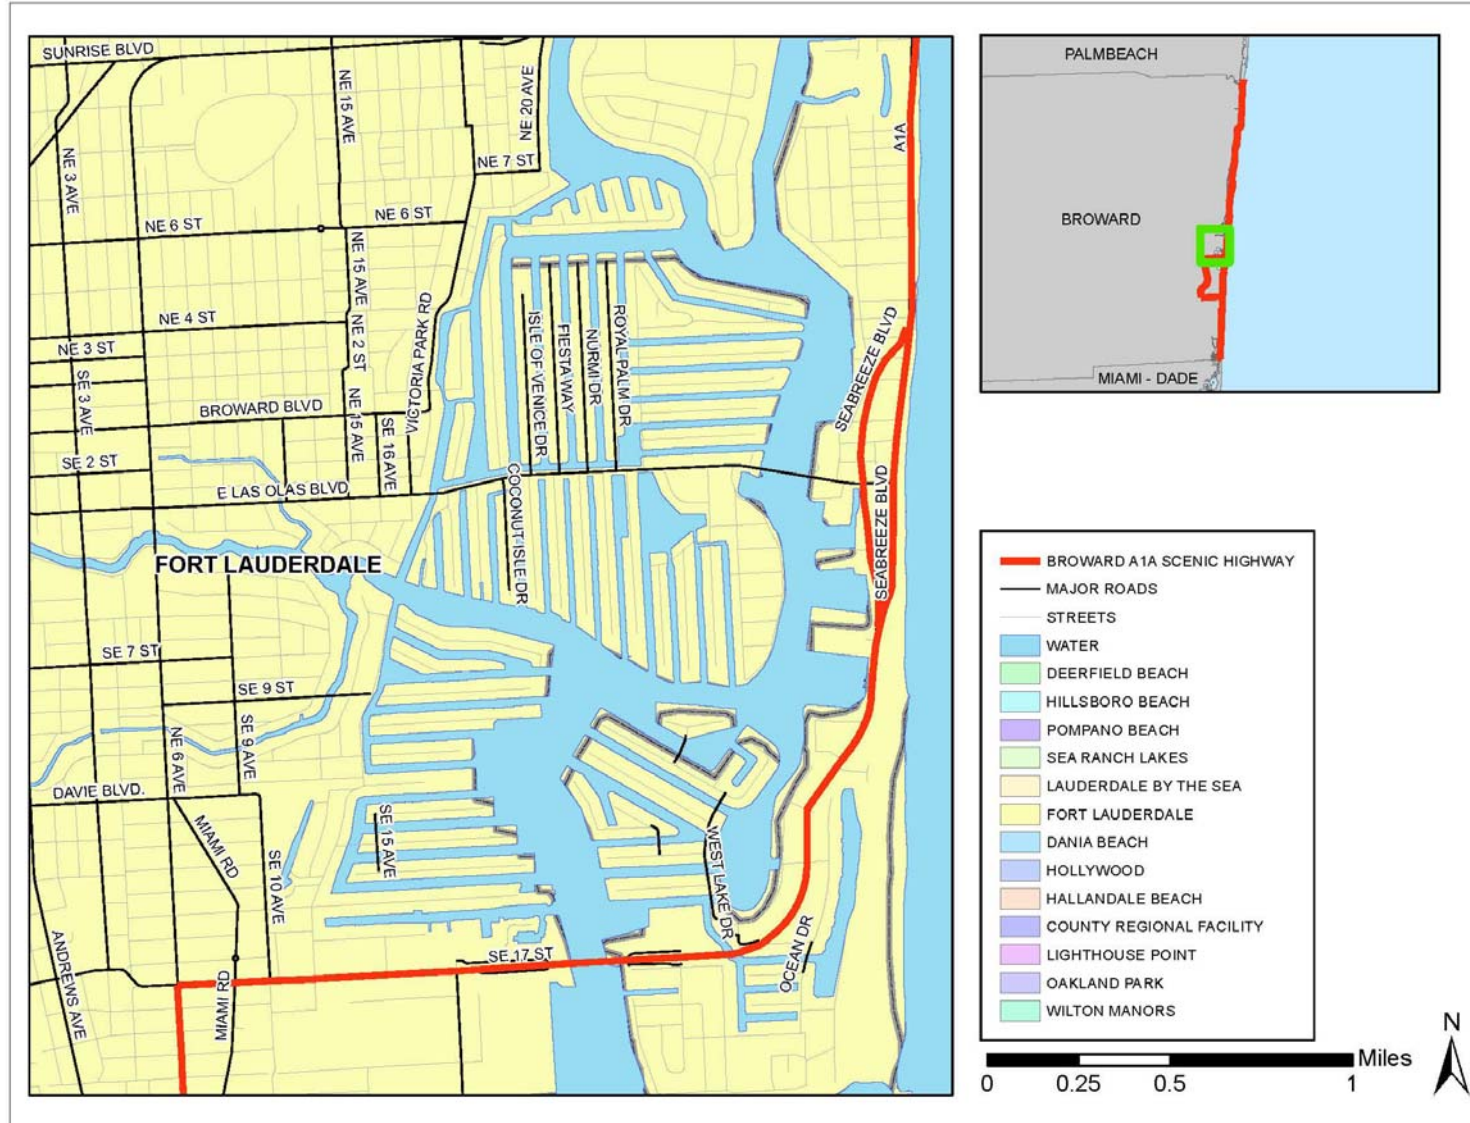 SUNRISE BLVD
NE 15 AVE
NE 20 AVE
A1A
NE 3 AVE
NE 7 ST
NE 6 ST
NE 6 ST
NE 15 AVE
NE 4 ST
NE 2 ST
VICTORIA PARK RD
ISLE OF VENICE DR
FIESTA WAY
NURMI DR
ROYAL PALM DR
SEABREEZE BLVD
NE 3 ST
SE 3 AVE
BROWARD BLVD
NE 15 AVE
SE 16 AVE
SE 2 ST
E LAS OLAS BLVD
COCONUT ISLE DR
SEABREEZE BLVD
FORT LAUDERDALE
SE 7 ST
SE 9 ST
NE 6 AVE
SE 9 AVE
DAVIE BLVD.
MIAMI RD
SE 10 AVE
SE 15 AVE
WEST LAKE DR
ANDREWS AVE
MIAMI RD
SE 17 ST
OCEAN DR
PALMBEACH
BROWARD
MIAMI - DADE
BROWARD A1A SCENIC HIGHWAY
MAJOR ROADS
STREETS
WATER
DEERFIELD BEACH
HILLSBORO BEACH
POMPANO BEACH
SEA RANCH LAKES
LAUDERDALE BY THE SEA
FORT LAUDERDALE
DANIA BEACH
HOLLYWOOD
HALLANDALE BEACH
COUNTY REGIONAL FACILITY
LIGHTHOUSE POINT
OAKLAND PARK
WILTON MANORS
N
Miles
0 0.25 0.5 1